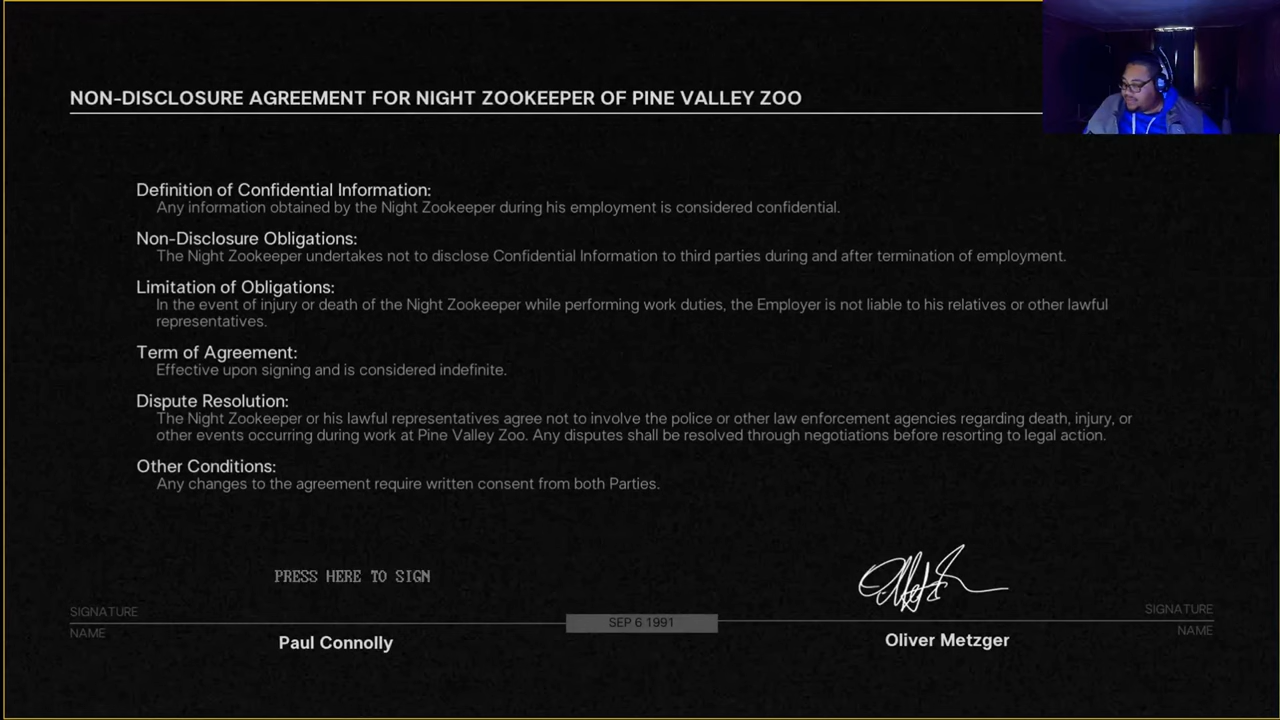 NON-DISCLOSURE AGREEMENT FOR NIGHT ZOOKEEPER OF PINE VALLEY ZOO
Definition of Confidential Information:
Any information obtained by the Night Zookeeper during his employment is considered confidential.
Non-Disclosure Obligations:
The Night Zookeeper undertakes not to disclose Confidential Information to third parties during and after termination of employment.
Limitation of Obligations:
In the event of injury or death of the Night Zookeeper while performing work duties, the Employer is not liable to his relatives or other lawful
representatives.
Term of Agreement:
Effective upon signing and is considered indefinite.
Dispute Resolution:
The Night Zookeeper or his lawful representatives agree not to involve the police or other law enforcement agencies regarding death, injury, or
other events occurring during work at Pine Valley Zoo. Any disputes shall be resolved through negotiations before resorting to legal action.
Other Conditions:
Any changes to the agreement require written consent from both Parties.
PRESS HERE TO SIGN
SIGNATURE
NAME
Paul Connolly
SEP 6 1991
SIGNATURE
NAME
Oliver Metzger